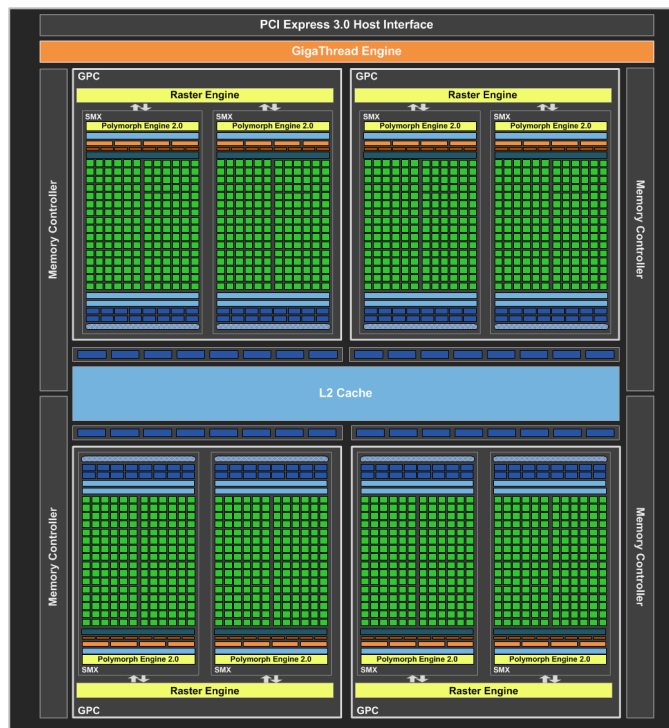 PCI Express 3.0 Host Interface
GigaThread Engine
GPC
GPC
Raster Engine
Raster Engine
SMX
SMX
SMX
SMX
Polymorph Engine 2.0
Polymorph Engine 2.0
Polymorph Engine 2.0
Polymorph Engine 2.0
Memory Controller
Memory Controller
L2 Cache
Memory Controller
Memory Controller
Polymorph Engine 2.0
Polymorph Engine 2.0
Polymorph Engine 2.0
Polymorph Engine 2.0
SMX
SMX
SMX
SMX
Raster Engine
Raster Engine
GPC
GPC